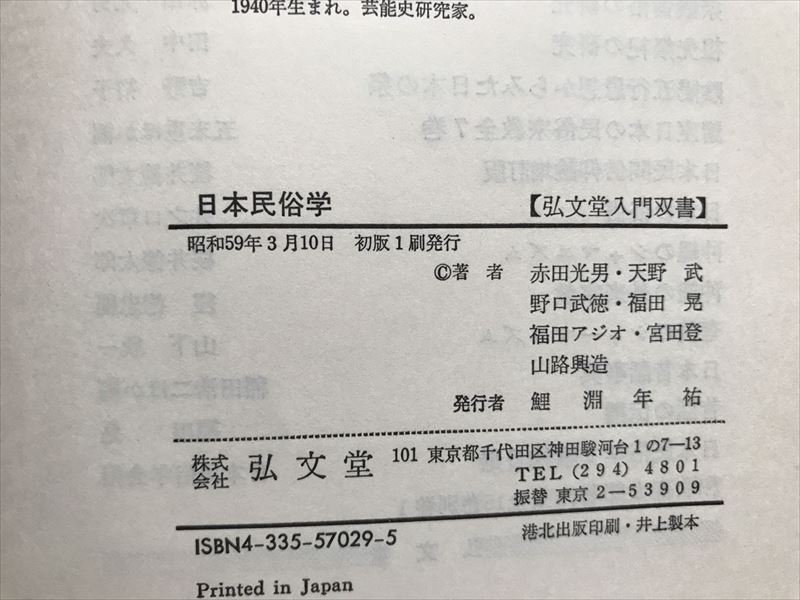 1940年生まれ。芸能史研究家。
日本民俗学 【弘文堂入門双書】
昭和59年3月10日 初版1刷発行
©著者 赤田光男・天野 武
野口武徳・福田 晃
福田アジオ・宮田登
山路興造
発行者 鯉淵年祐
株式会社 弘文堂 101 東京都千代田区神田駿河台1の7―13
TEL (294) 4801
振替 東京 2―53909
ISBN4-335-57029-5 港北出版印刷・井上製本
Printed in Japan